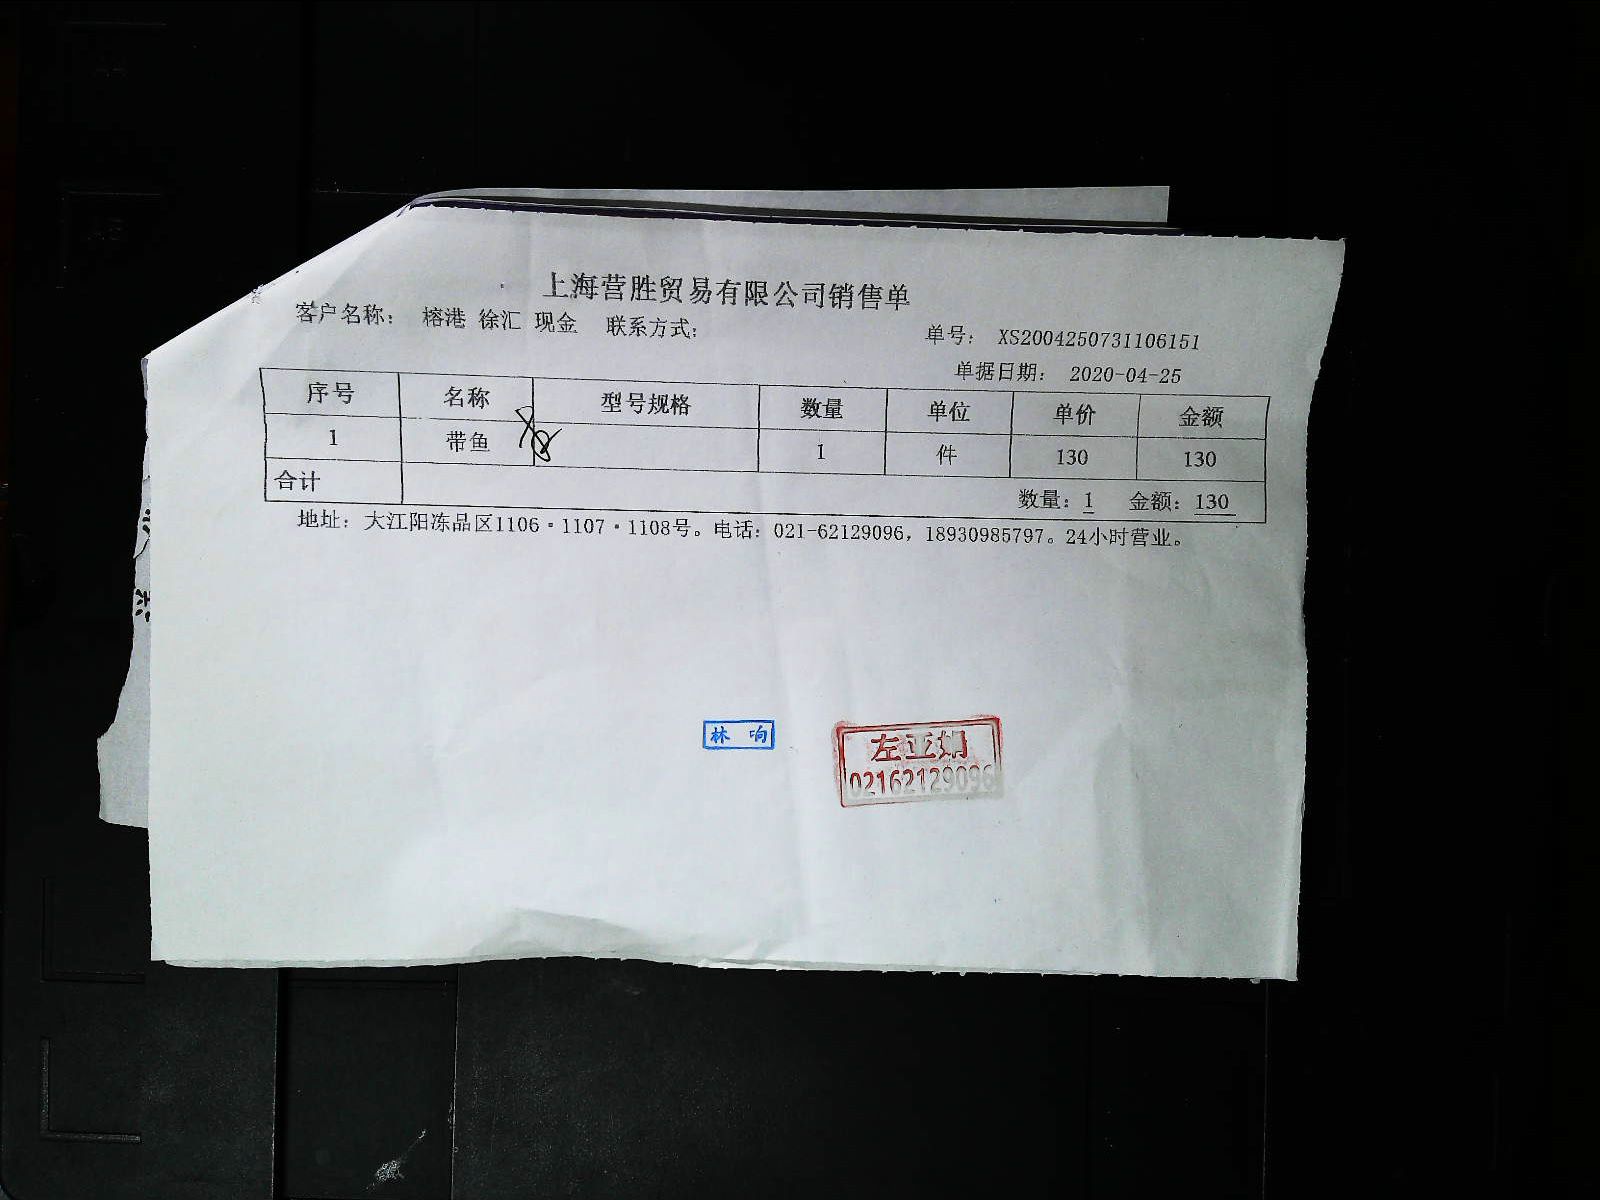 上海营胜贸易有限公司销售单
客户名称： 榕港 徐汇 现金 联系方式：
单号： XS2004250731106151
单据日期： 2020-04-25
序号 名称 型号规格 数量 单位 单价 金额
1 带鱼 1 件 130 130
合计 数量：1 金额：130
地址：大江阳冻品区1106·1107·1108号。电话：021-62129096，18930985797。24小时营业。
林 响
左亚娟
02162129096